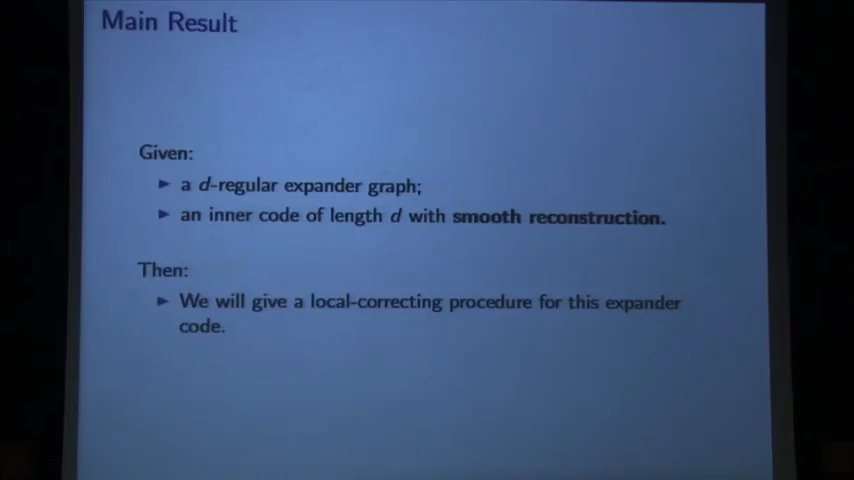 Main Result
Given:
▶ a d-regular expander graph;
▶ an inner code of length d with smooth reconstruction.
Then:
▶ We will give a local-correcting procedure for this expander
code.